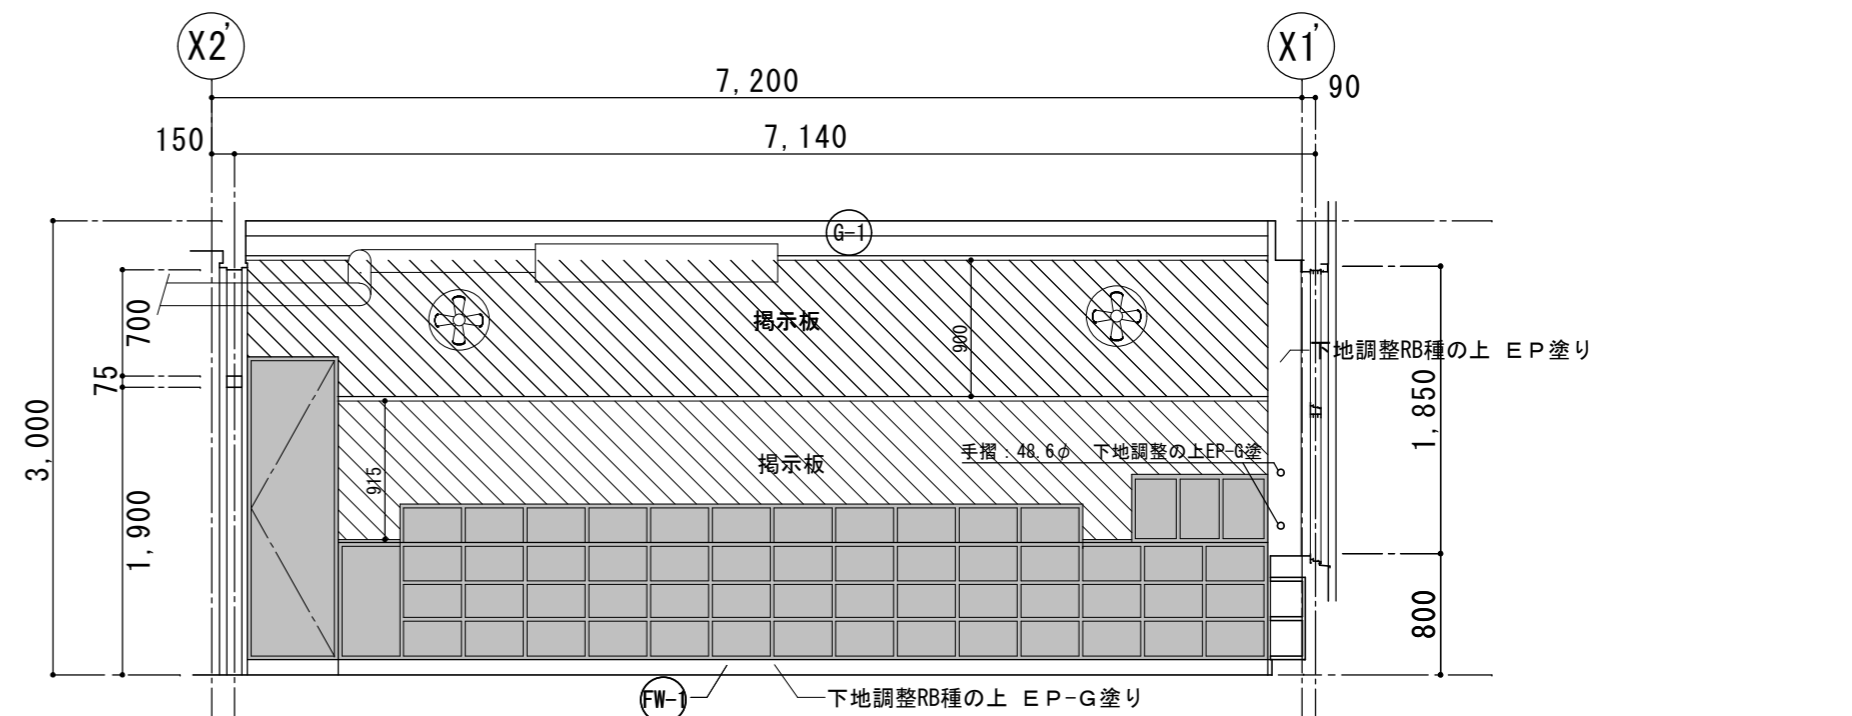 X2'
X1'
7,200
90
150
7,140
G-1
700
掲示板
900
下地調整RB種の上 ＥＰ塗り
75
3,000
1,850
手摺：48.6φ 下地調整の上EP-G塗
掲示板
915
1,900
800
FW-1
下地調整RB種の上 ＥＰ-Ｇ塗り